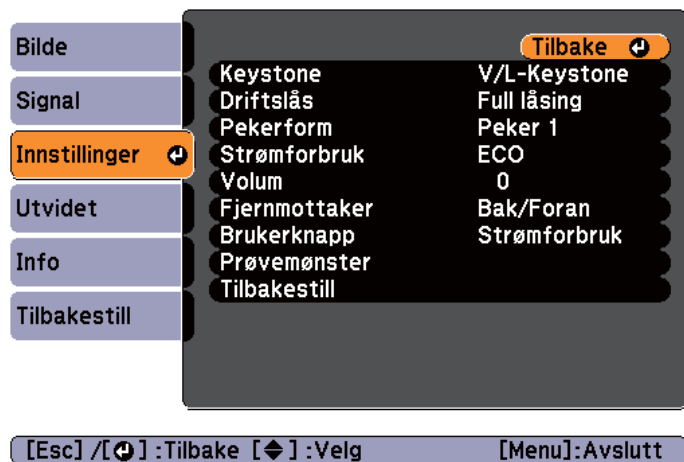 Bilde
Signal
Innstillinger
Utvidet
Info
Tilbakestill
Tilbake
Keystone V/L-Keystone
Driftslås Full låsing
Pekerform Peker 1
Strømforbruk ECO
Volum 0
Fjernmottaker Bak/Foran
Brukerknapp Strømforbruk
Prøvemønster
Tilbakestill
[Esc] /[⏎] :Tilbake [◆] :Velg [Menu]:Avslutt